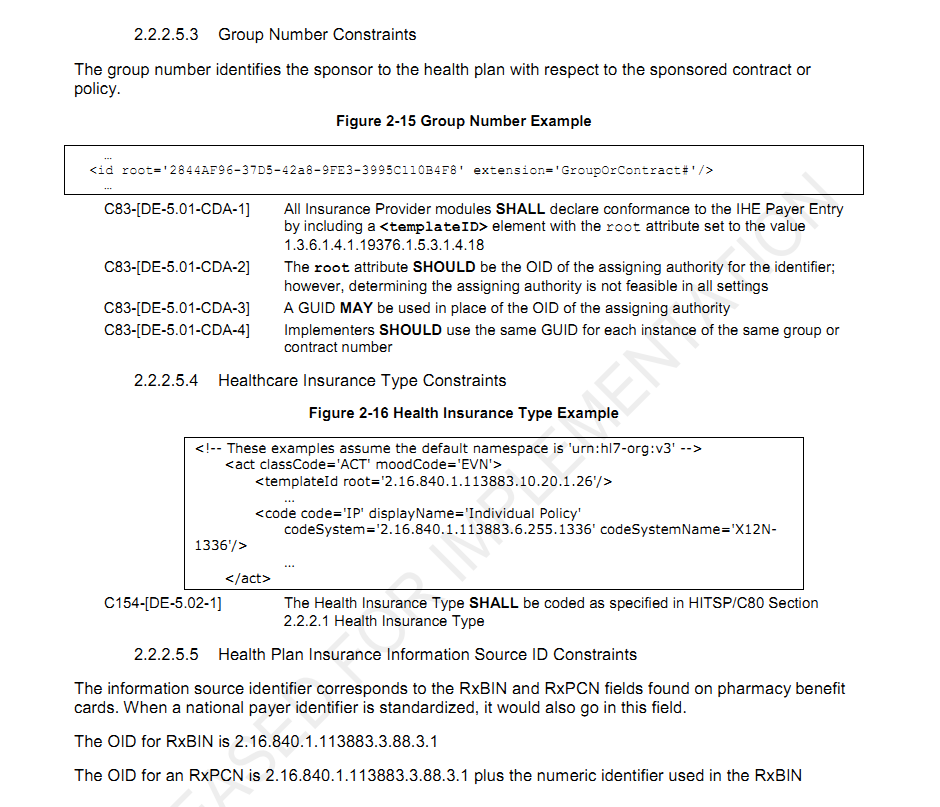 2.2.2.5.3 Group Number Constraints
The group number identifies the sponsor to the health plan with respect to the sponsored contract or
policy.
Figure 2-15 Group Number Example
…
<id root='2844AF96-37D5-42a8-9FE3-3995C110B4F8' extension='GroupOrContract#'/>
…
C83-[DE-5.01-CDA-1] All Insurance Provider modules SHALL declare conformance to the IHE Payer Entry
by including a <templateID> element with the root attribute set to the value
1.3.6.1.4.1.19376.1.5.3.1.4.18
C83-[DE-5.01-CDA-2] The root attribute SHOULD be the OID of the assigning authority for the identifier;
however, determining the assigning authority is not feasible in all settings
C83-[DE-5.01-CDA-3] A GUID MAY be used in place of the OID of the assigning authority
C83-[DE-5.01-CDA-4] Implementers SHOULD use the same GUID for each instance of the same group or
contract number
2.2.2.5.4 Healthcare Insurance Type Constraints
Figure 2-16 Health Insurance Type Example
<!-- These examples assume the default namespace is 'urn:hl7-org:v3' -->
<act classCode='ACT' moodCode='EVN'>
<templateId root='2.16.840.1.113883.10.20.1.26'/>
…
<code code='IP' displayName='Individual Policy'
codeSystem='2.16.840.1.113883.6.255.1336' codeSystemName='X12N-
1336'/>
…
</act>
C154-[DE-5.02-1] The Health Insurance Type SHALL be coded as specified in HITSP/C80 Section
2.2.2.1 Health Insurance Type
2.2.2.5.5 Health Plan Insurance Information Source ID Constraints
The information source identifier corresponds to the RxBIN and RxPCN fields found on pharmacy benefit
cards. When a national payer identifier is standardized, it would also go in this field.
The OID for RxBIN is 2.16.840.1.113883.3.88.3.1
The OID for an RxPCN is 2.16.840.1.113883.3.88.3.1 plus the numeric identifier used in the RxBIN
EASED FOR IMPLEMENTATION